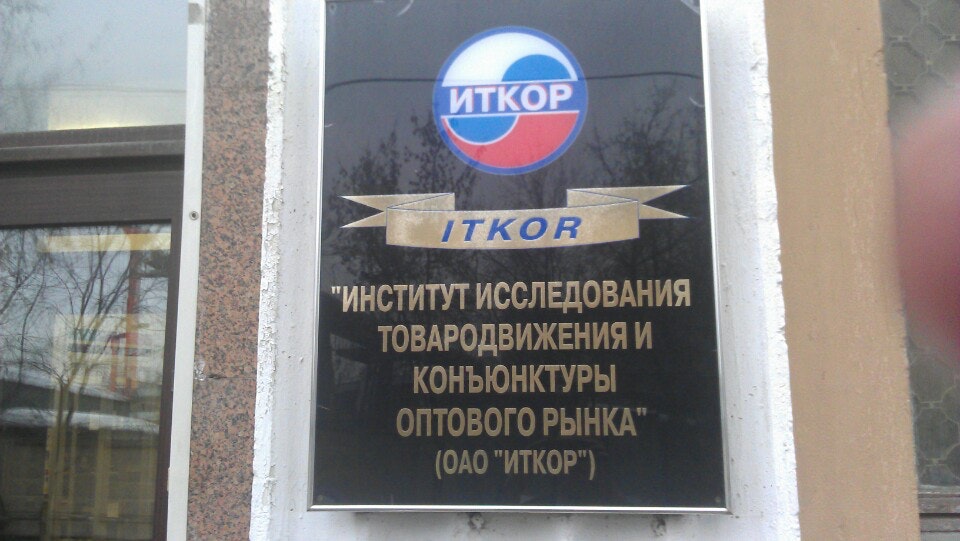 ИТКОР
ITKOR
"ИНСТИТУТ ИССЛЕДОВАНИЯ
ТОВАРОДВИЖЕНИЯ И
КОНЪЮНКТУРЫ
ОПТОВОГО РЫНКА"
(ОАО "ИТКОР")